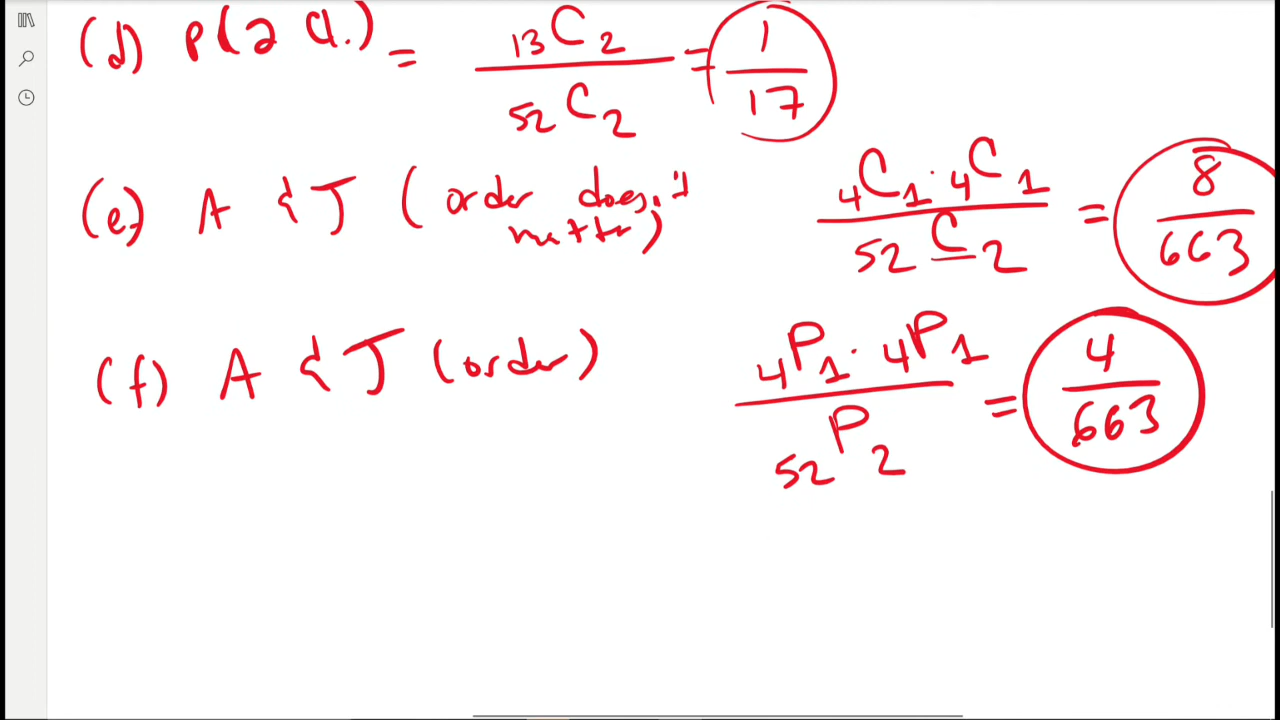 (d) P(2 Cl.) = 13C2 / 52C2 = 1/17
(e) A & J (order doesn't matter) 4C1 · 4C1 / 52C2 = 8/663
(f) A & J (order) 4P1 · 4P1 / 52P2 = 4/663